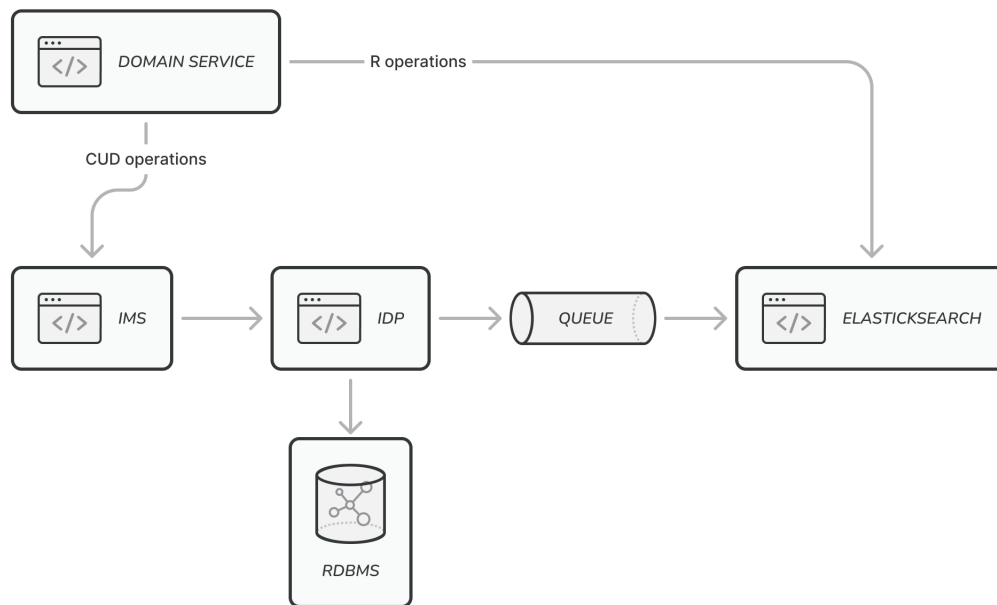 DOMAIN SERVICE
R operations
CUD operations
IMS
IDP
QUEUE
ELASTICKSEARCH
RDBMS